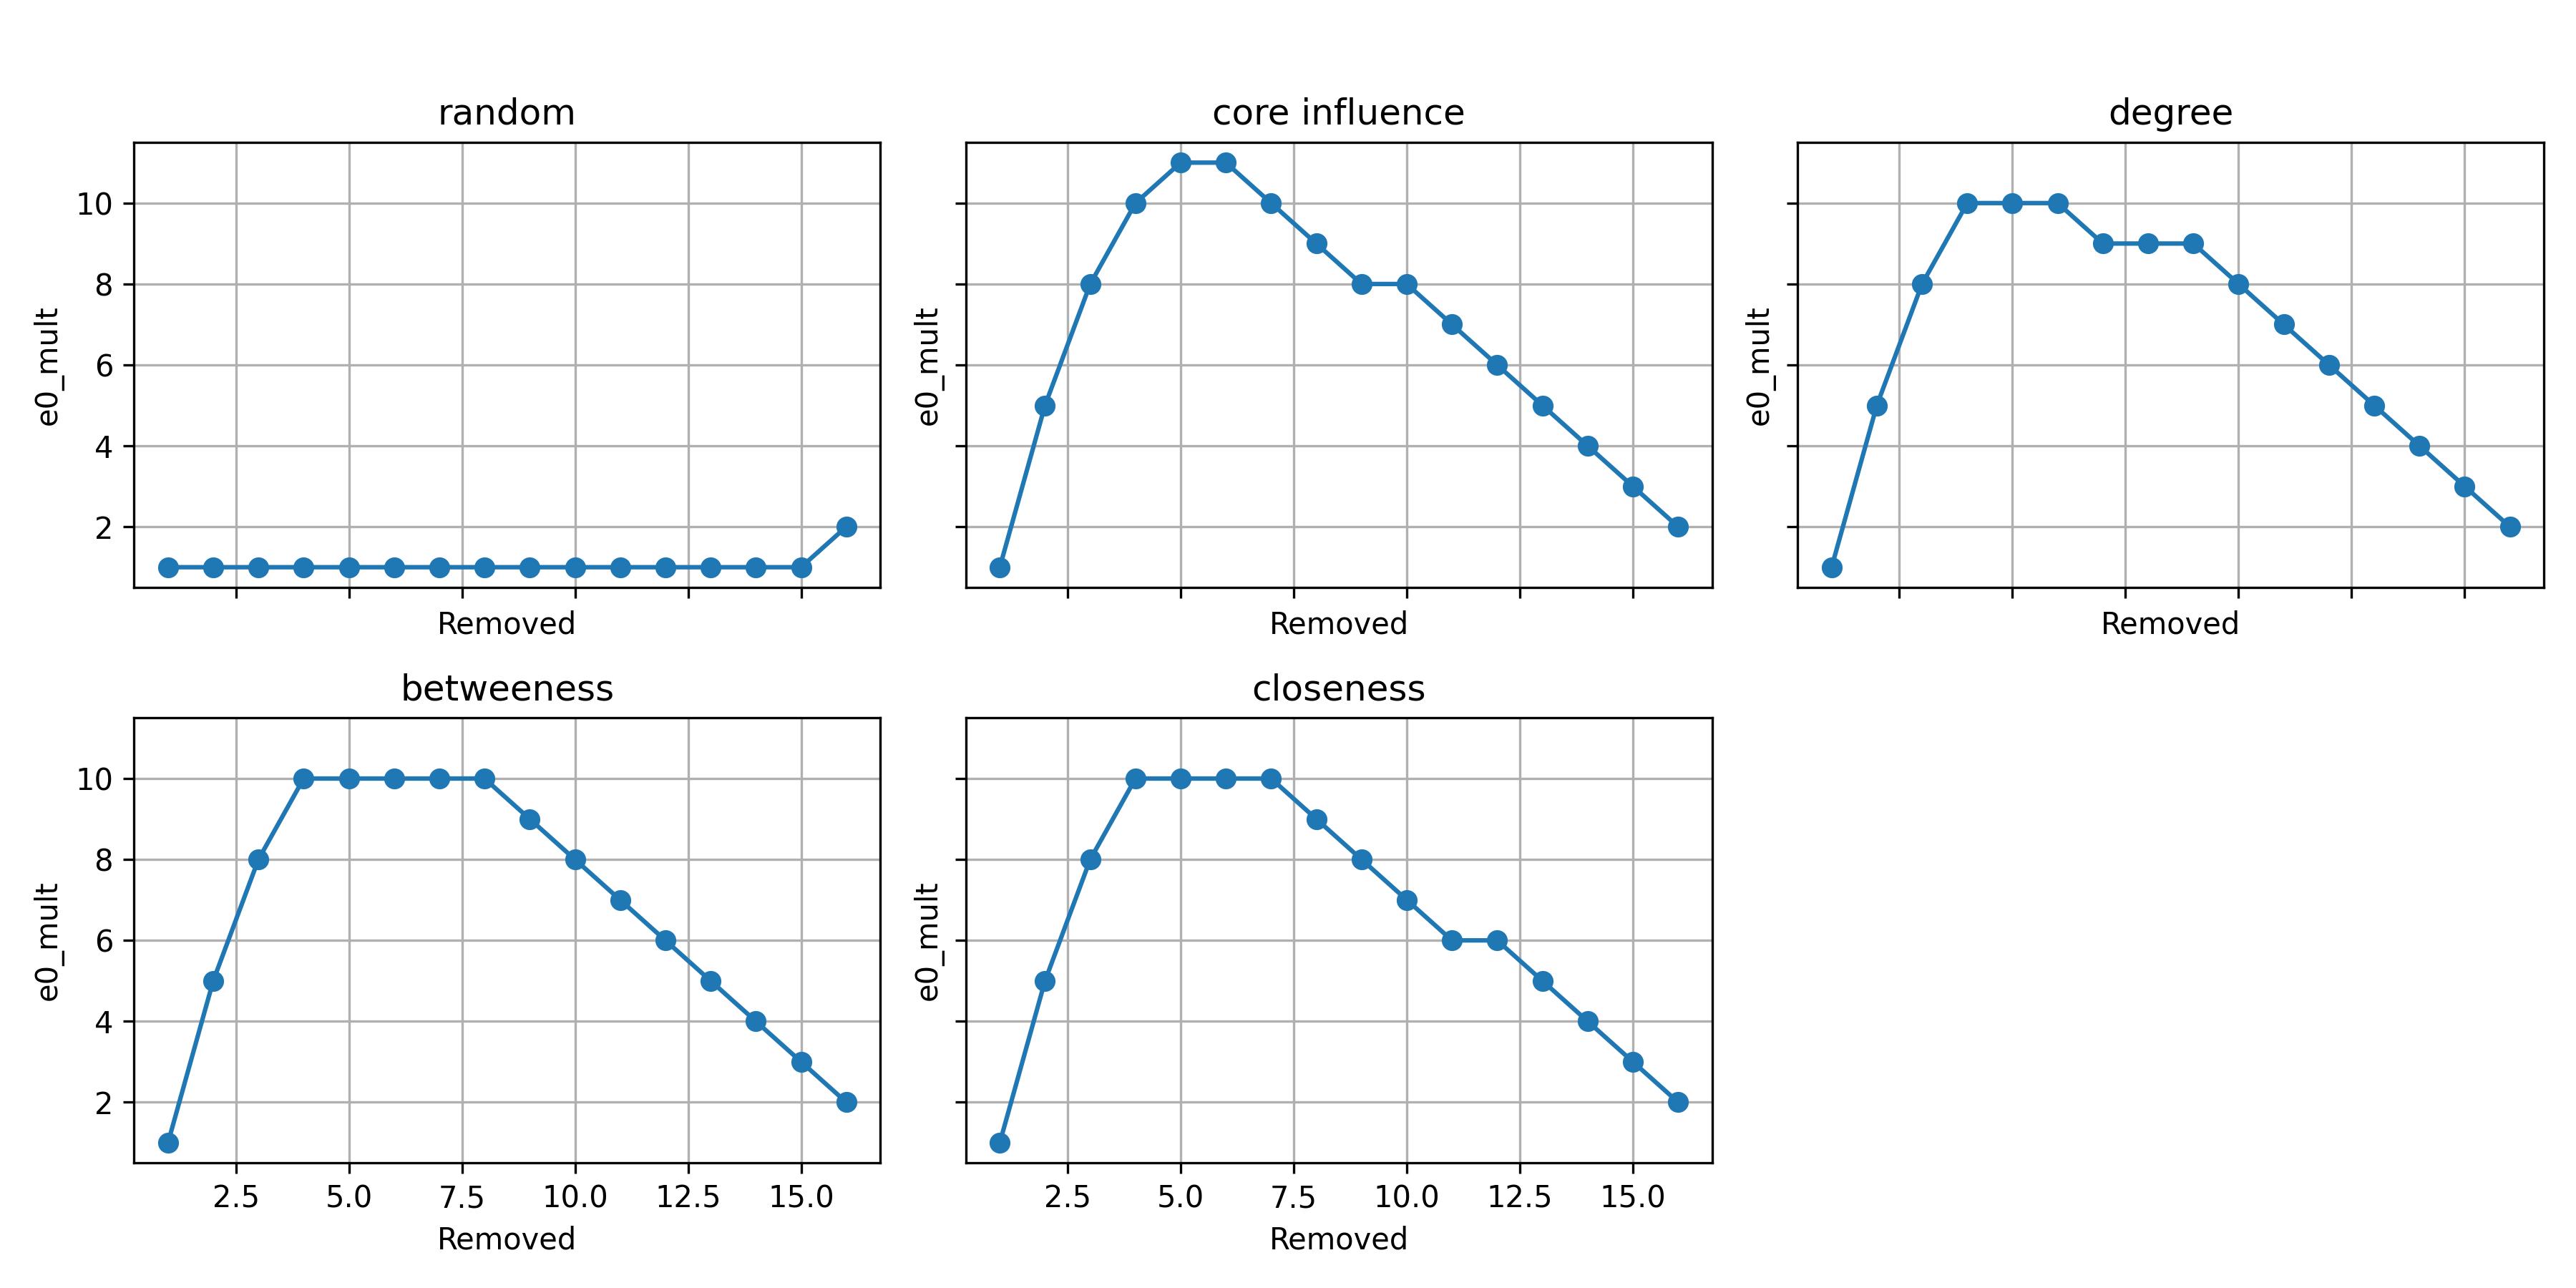 random
core influence
degree
10
8
6
4
2
e0_mult
e0_mult
e0_mult
Removed
Removed
Removed
betweeness
closeness
10
8
6
4
2
e0_mult
e0_mult
2.5 5.0 7.5 10.0 12.5 15.0
2.5 5.0 7.5 10.0 12.5 15.0
Removed
Removed